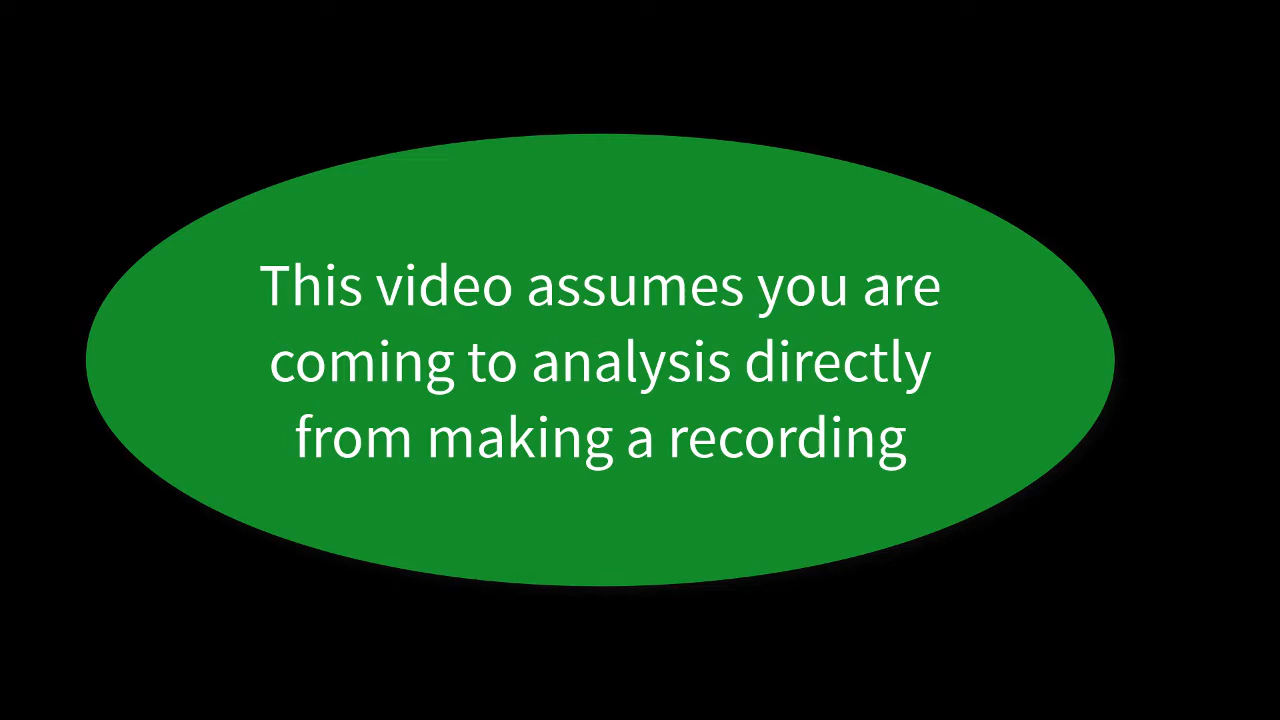 This video assumes you are
coming to analysis directly
from making a recording